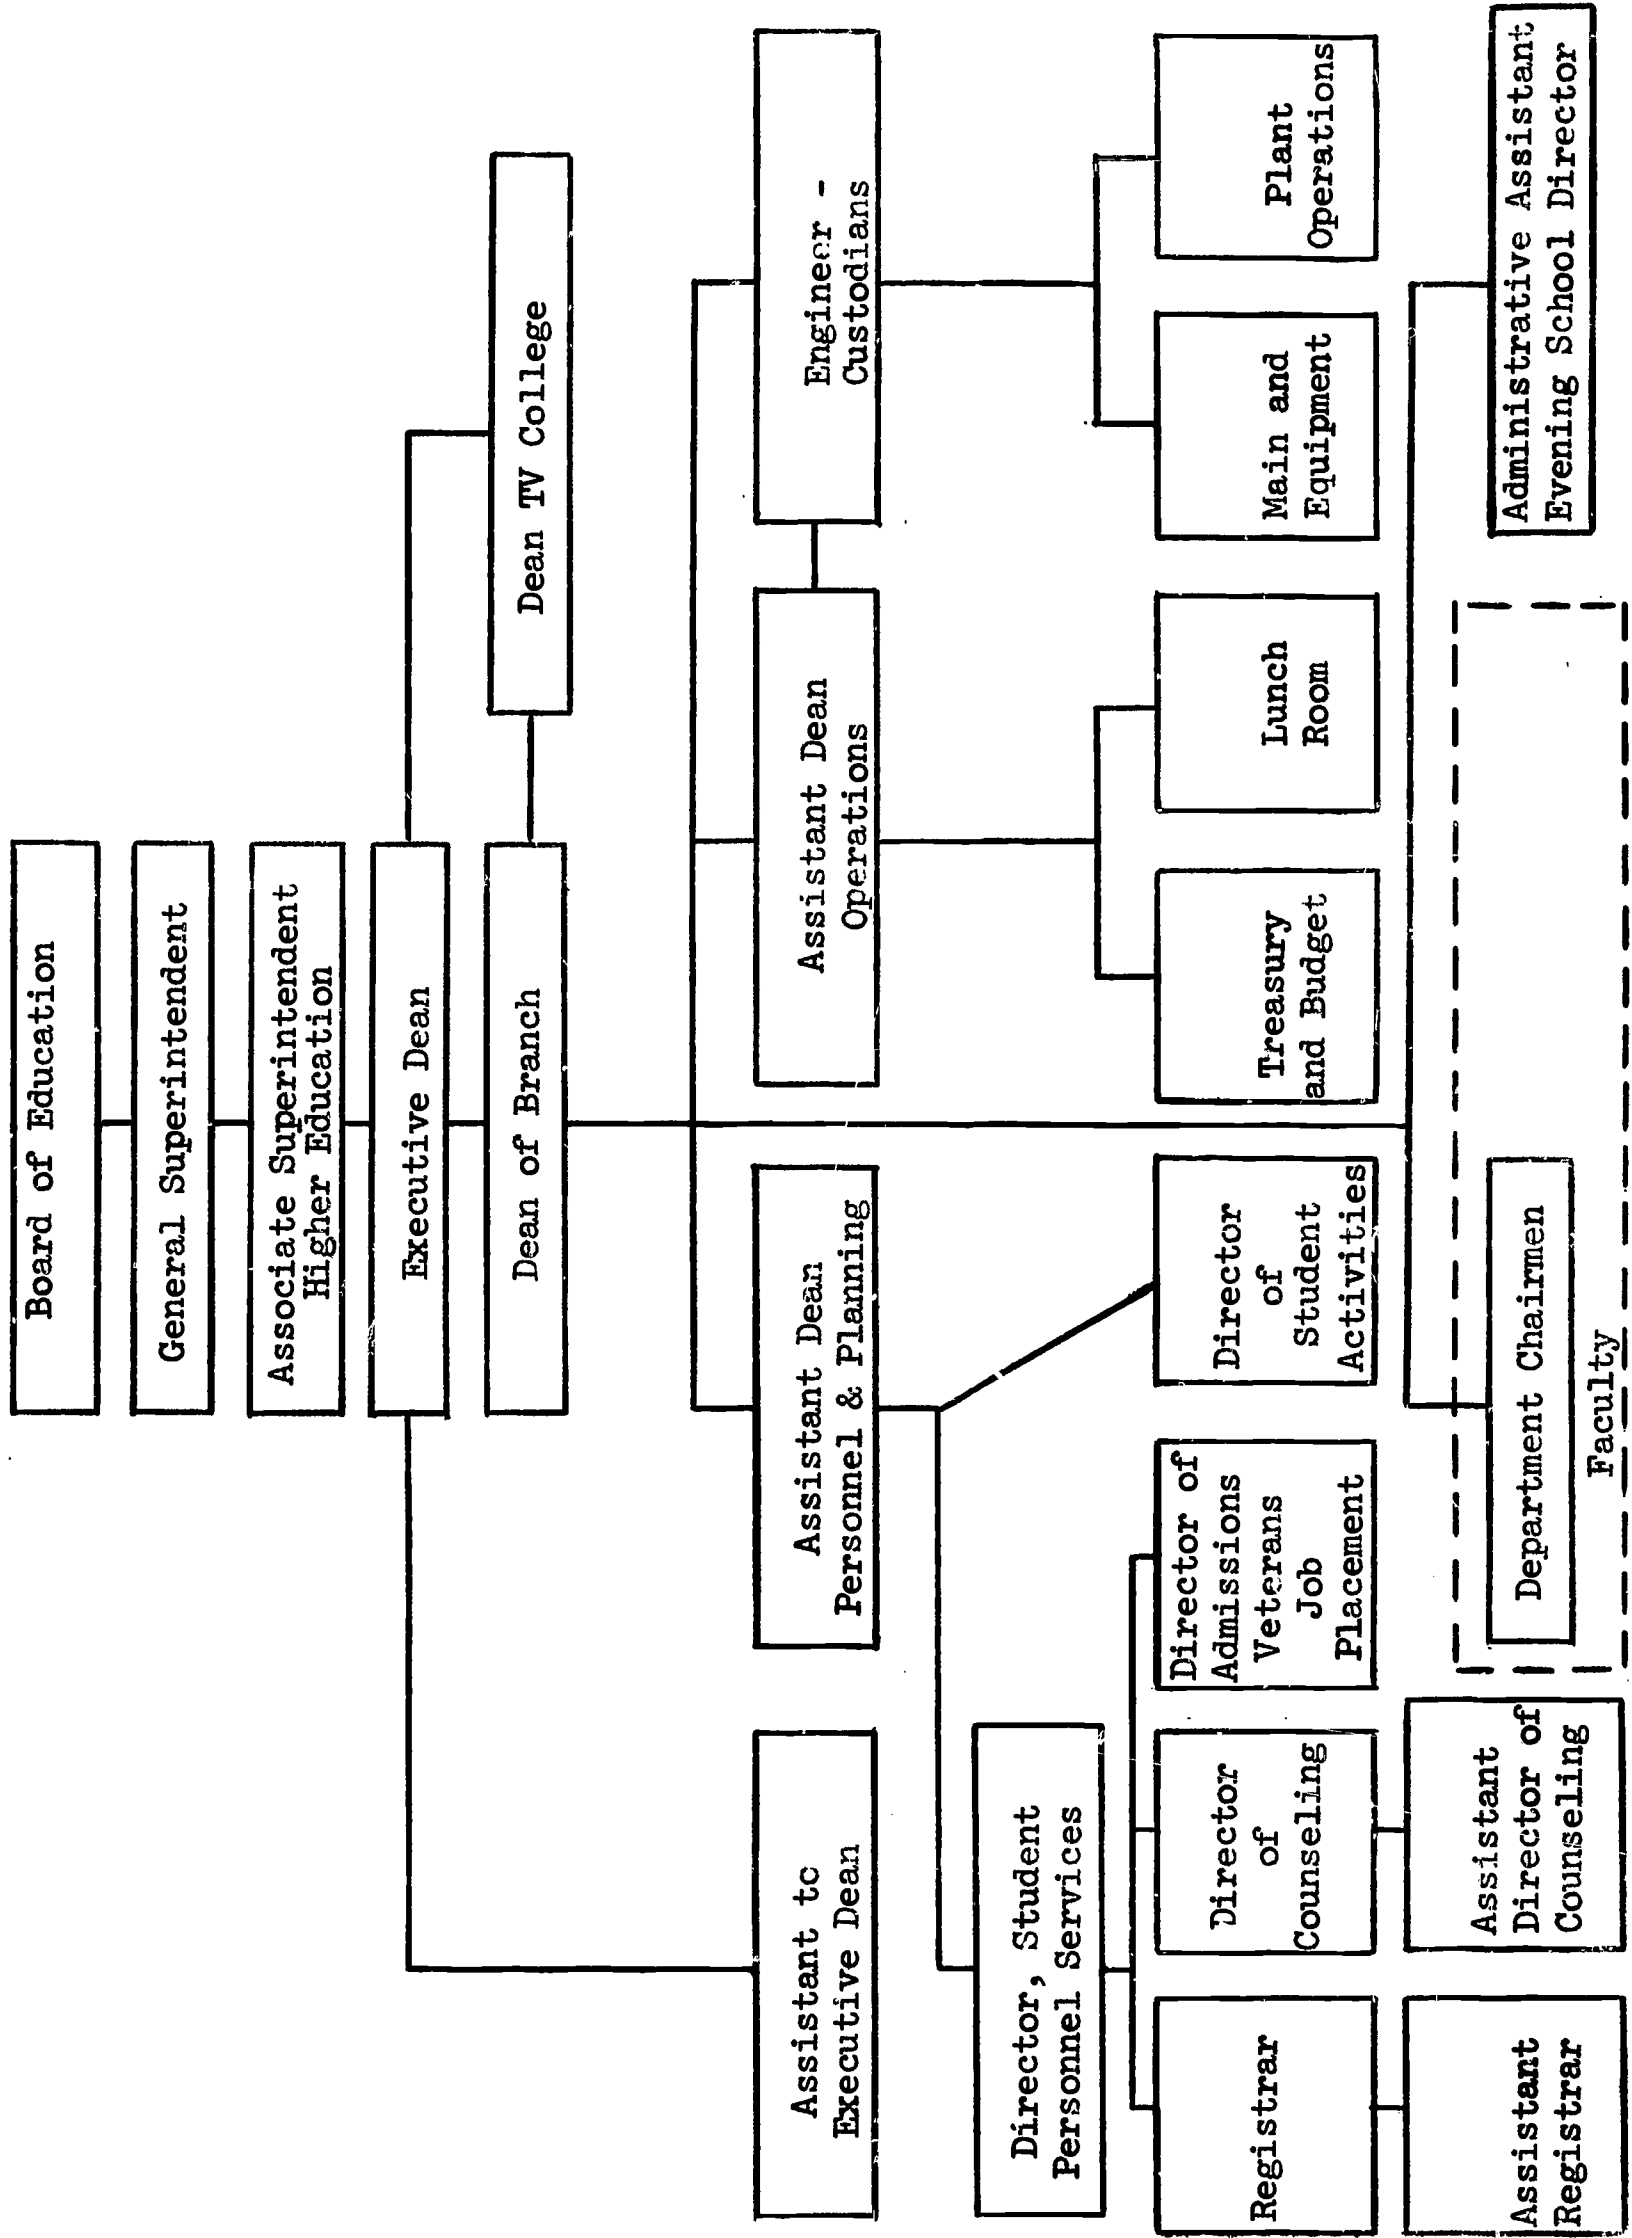 Board of Education
General Superintendent
Associate Superintendent
Higher Education
Executive Dean
Dean of Branch
Dean TV College
Assistant to
Executive Dean
Assistant Dean
Personnel & Planning
Assistant Dean
Operations
Engineer -
Custodians
Director, Student
Personnel Services
Registrar
Director
of
Counseling
Director of
Admissions
Veterans
Job
Placement
Director
of
Student
Activities
Treasury
and Budget
Lunch
Room
Main and
Equipment
Plant
Operations
Assistant
Registrar
Assistant
Director of
Counseling
Department Chairmen
Faculty
Administrative Assistant
Evening School Director